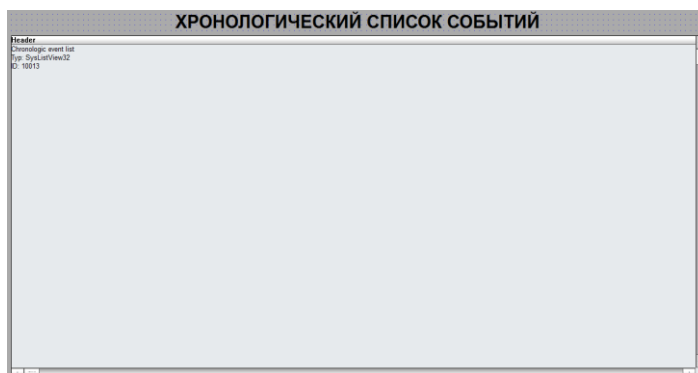 ХРОНОЛОГИЧЕСКИЙ СПИСОК СОБЫТИЙ
Header
Chronologic event list
Typ: SysListView32
ID: 10013